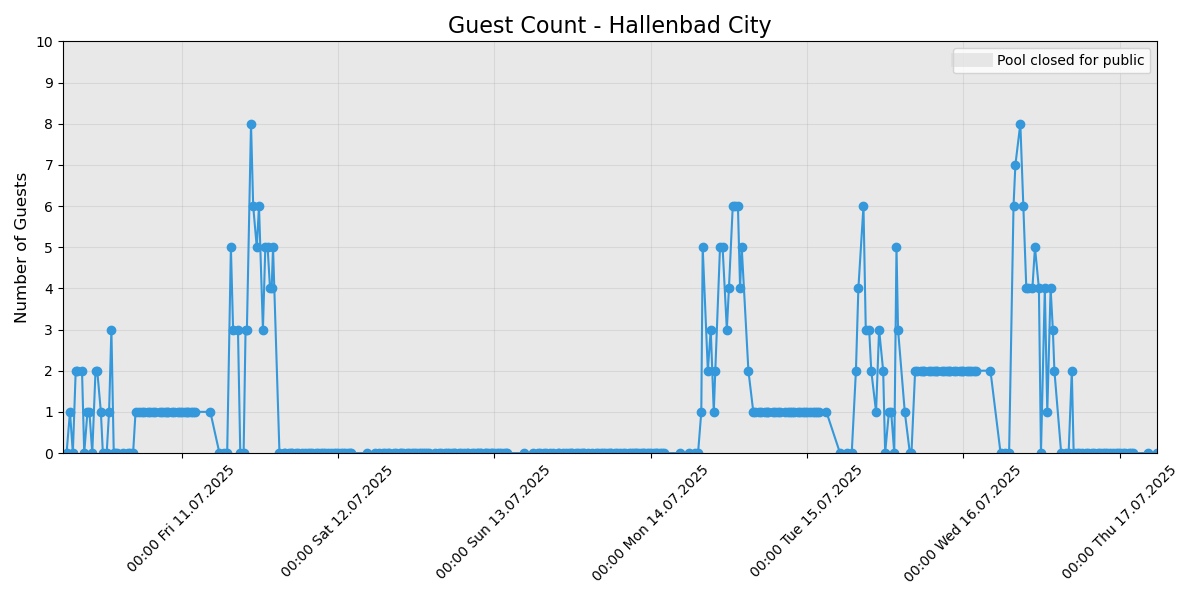 Guest Count - Hallenbad City
Pool closed for public
Number of Guests
10
9
8
7
6
5
4
3
2
1
0
00:00 Fri 11.07.2025
00:00 Sat 12.07.2025
00:00 Sun 13.07.2025
00:00 Mon 14.07.2025
00:00 Tue 15.07.2025
00:00 Wed 16.07.2025
00:00 Thu 17.07.2025